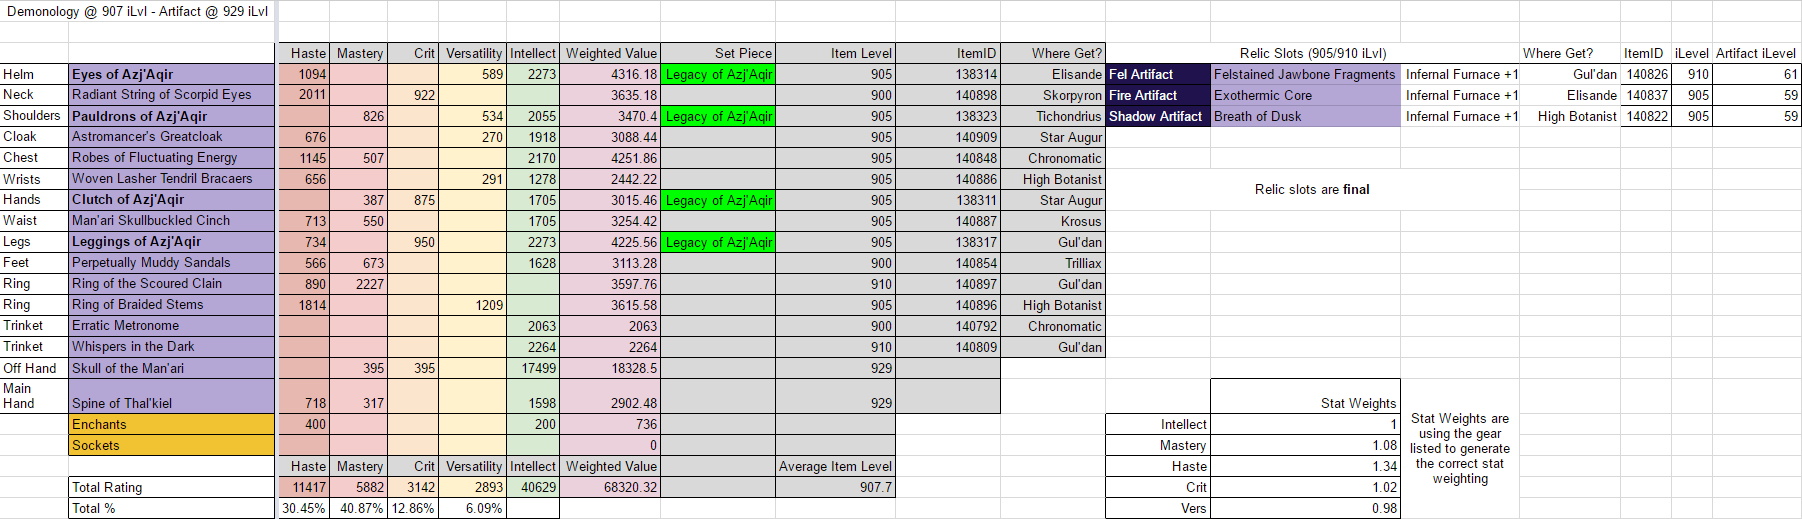 Demonology @ 907 iLvl - Artifact @ 929 iLvl
Haste Mastery Crit Versatility Intellect Weighted Value Set Piece Item Level ItemID Where Get? Relic Slots (905/910 iLvl) Where Get? ItemID iLevel Artifact iLevel
Helm Eyes of Azj'Aqir 1094 589 2273 4316.18 Legacy of Azj'Aqir 905 138314 Elisande Fel Artifact Felstained Jawbone Fragments Infernal Furnace +1 Gul'dan 140826 910 61
Neck Radiant String of Scorpid Eyes 2011 922 3635.18 900 140898 Skorpyron Fire Artifact Exothermic Core Infernal Furnace +1 Elisande 140837 905 59
Shoulders Pauldrons of Azj'Aqir 826 534 2055 3470.4 Legacy of Azj'Aqir 905 138323 Tichondrius Shadow Artifact Breath of Dusk Infernal Furnace +1 High Botanist 140822 905 59
Cloak Astromancer's Greatcloak 676 270 1918 3088.44 905 140909 Star Augur
Chest Robes of Fluctuating Energy 1145 507 2170 4251.86 905 140848 Chronomatic
Wrists Woven Lasher Tendril Bracaers 656 291 1278 2442.22 905 140886 High Botanist
Relic slots are final
Hands Clutch of Azj'Aqir 387 875 1705 3015.46 Legacy of Azj'Aqir 905 138311 Star Augur
Waist Man'ari Skullbuckled Cinch 713 550 1705 3254.42 905 140887 Krosus
Legs Leggings of Azj'Aqir 734 950 2273 4225.56 Legacy of Azj'Aqir 905 138317 Gul'dan
Feet Perpetually Muddy Sandals 566 673 1628 3113.28 900 140854 Trilliax
Ring Ring of the Scoured Clain 890 2227 3597.76 910 140897 Gul'dan
Ring Ring of Braided Stems 1814 1209 3615.58 905 140896 High Botanist
Trinket Erratic Metronome 2063 2063 900 140792 Chronomatic
Trinket Whispers in the Dark 2264 2264 910 140809 Gul'dan
Off Hand Skull of the Man'ari 395 395 17499 18328.5 929
Main
Hand Spine of Thal'kiel 718 317 1598 2902.48 929 Stat Weights
Enchants 400 200 736 Intellect 1
Sockets 0 Mastery 1.08
Haste Mastery Crit Versatility Intellect Weighted Value Average Item Level Haste 1.34
Total Rating 11417 5882 3142 2893 40629 68320.32 907.7 Crit 1.02
Total % 30.45% 40.87% 12.86% 6.09% Vers 0.98
Stat Weights are
using the gear
listed to generate
the correct stat
weighting